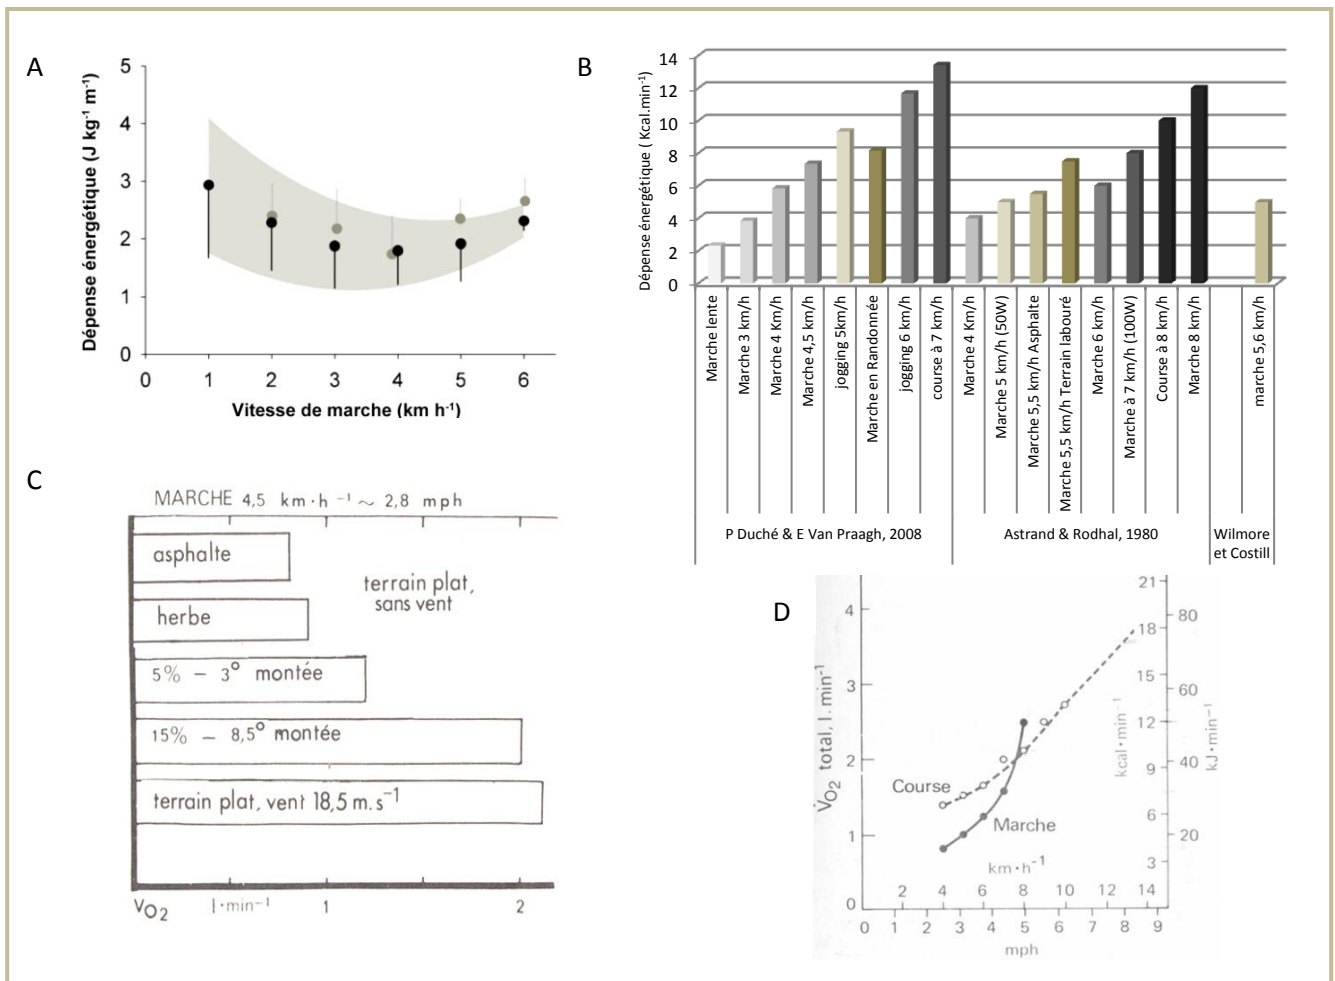 A
Dépense énergétique (J kg⁻¹ m⁻¹)
5
4
3
2
1
0
0 1 2 3 4 5 6
Vitesse de marche (km h⁻¹)
B
Dépense énergétique ( Kcal.min⁻¹)
14
12
10
8
6
4
2
0
Marche lente
Marche 3 km/h
Marche 4 Km/h
Marche 4,5 km/h
jogging 5km/h
Marche en Randonnée
jogging 6 km/h
course à 7 km/h
Marche 4 Km/h
Marche 5 km/h (50W)
Marche 5,5 km/h Asphalte
Marche 5,5 km/h Terrain labouré
Marche 6 km/h
Marche à 7 km/h (100W)
Course à 8 km/h
Marche 8 km/h
marche 5,6 km/h
P Duché & E Van Praagh, 2008
Astrand & Rodhal, 1980
Wilmore
et Costill
C
MARCHE 4,5 km·h ⁻¹ ~ 2,8 mph
asphalte
terrain plat,
sans vent
herbe
5% – 3° montée
15% – 8,5° montée
terrain plat, vent 18,5 m.s⁻¹
V̇O₂ l·min⁻¹ 1 2
D
V̇O₂ total, l.min⁻¹
4
3
2
1
0
Course
Marche
km·h⁻¹
2 4 6 8 10 12 14
0 1 2 3 4 5 6 7 8 9
mph
21
18
15
12
9
6
3
kcal·min⁻¹
80
60
40
20
kJ·min⁻¹